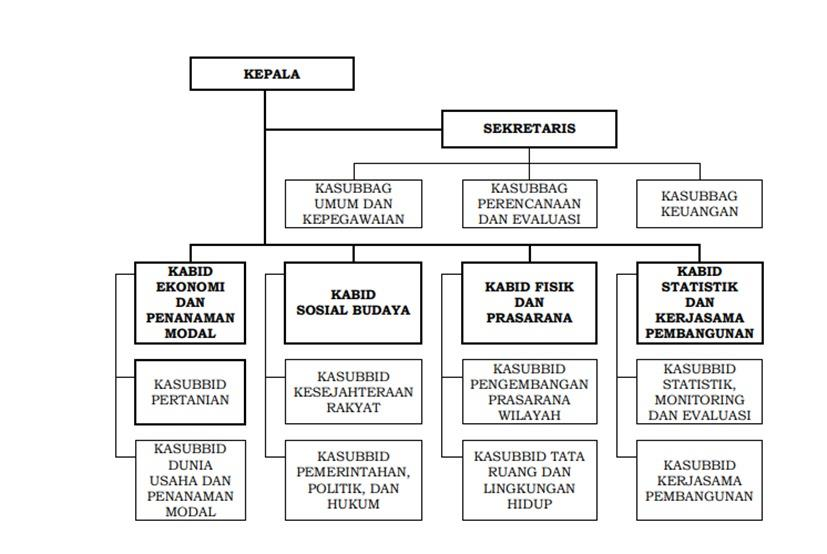 KEPALA
SEKRETARIS
KASUBBAG
UMUM DAN
KEPEGAWAIAN
KASUBBAG
PERENCANAAN
DAN EVALUASI
KASUBBAG
KEUANGAN
KABID
EKONOMI
DAN
PENANAMAN
MODAL
KABID
SOSIAL BUDAYA
KABID FISIK
DAN
PRASARANA
KABID
STATISTIK
DAN
KERJASAMA
PEMBANGUNAN
KASUBBID
PERTANIAN
KASUBBID
KESEJAHTERAAN
RAKYAT
KASUBBID
PENGEMBANGAN
PRASARANA
WILAYAH
KASUBBID
STATISTIK,
MONITORING
DAN EVALUASI
KASUBBID
DUNIA
USAHA DAN
PENANAMAN
MODAL
KASUBBID
PEMERINTAHAN,
POLITIK, DAN
HUKUM
KASUBBID TATA
RUANG DAN
LINGKUNGAN
HIDUP
KASUBBID
KERJASAMA
PEMBANGUNAN